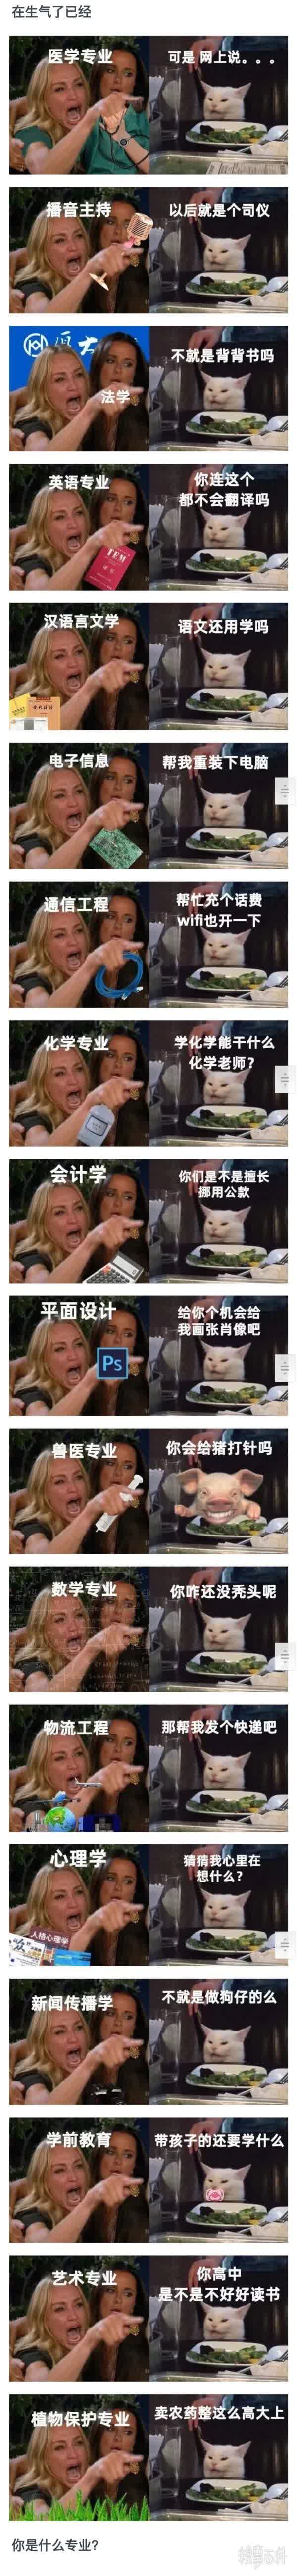 在生气了已经
医学专业
可是 网上说。。。
播音主持
以后就是个司仪
法学
不就是背背书吗
英语专业
TEM
你连这个
都不会翻译吗
汉语言文学
语文还用学吗
电子信息
帮我重装下电脑
通信工程
帮忙充个话费
wifi也开一下
化学专业
学化学能干什么
化学老师？
会计学
你们是不是擅长
挪用公款
平面设计
Ps
给你个机会给
我画张肖像吧
兽医专业
你会给猪打针吗
数学专业
你咋还没秃头呢
物流工程
那帮我发个快递吧
心理学
人格心理学
猜猜我心里在
想什么？
新闻传播学
不就是做狗仔的么
学前教育
带孩子的还要学什么
艺术专业
你高中
是不是不好好读书
植物保护专业
卖农药整这么高大上
你是什么专业?